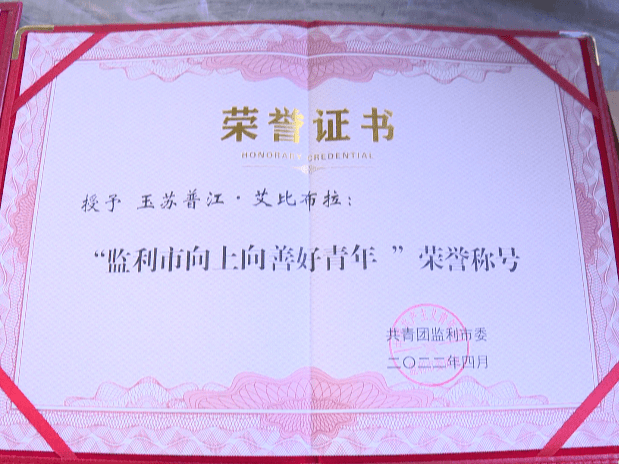 荣誉证书
HONORARY CREDENTIAL
授予 玉苏普江·艾比布拉：
“监利市向上向善好青年 ”荣誉称号
共青团监利市委
二〇二二年四月